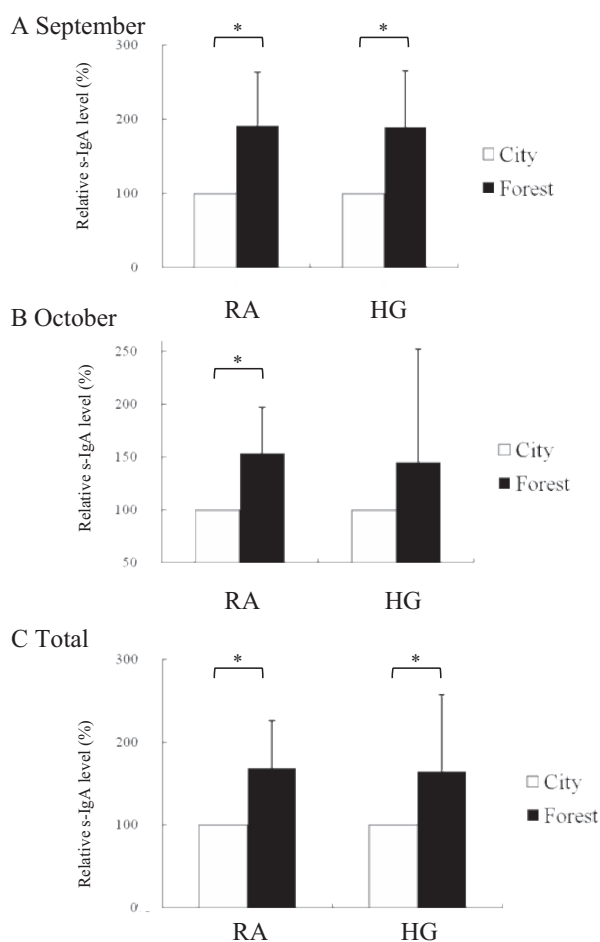 A September
Relative s-IgA level (%)
300
200
100
0
*
*
City
Forest
RA
HG
B October
Relative s-IgA level (%)
250
200
150
100
50
*
City
Forest
RA
HG
C Total
Relative s-IgA level (%)
300
200
100
*
*
City
Forest
RA
HG